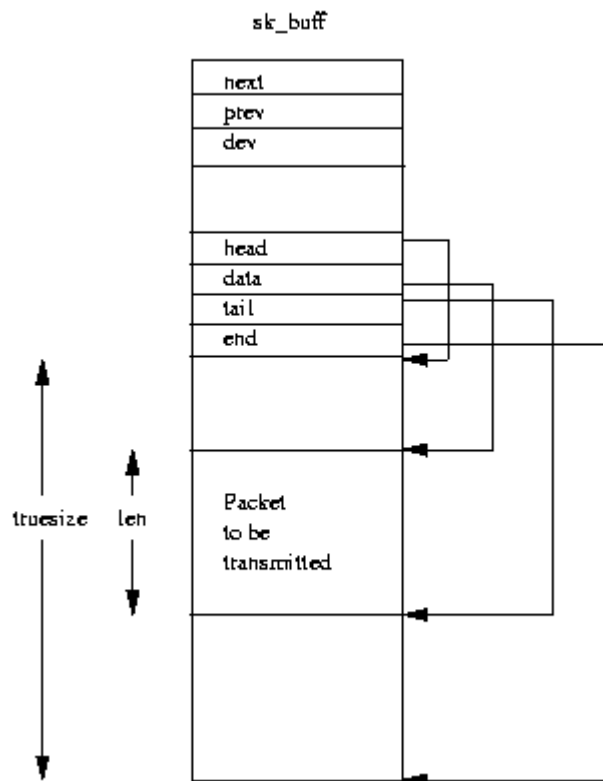 sk_buff
next
prev
dev
head
data
tail
end
truesize
len
Packet
to be
transmitted